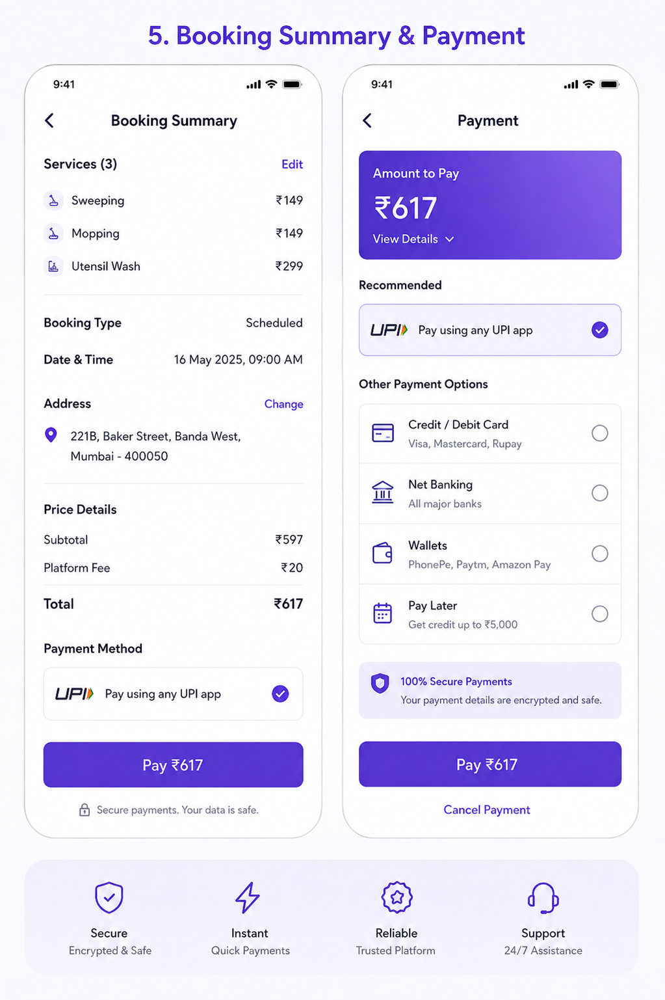 5. Booking Summary & Payment
9:41
Booking Summary
Services (3) Edit
Sweeping ₹149
Mopping ₹149
Utensil Wash ₹299
Booking Type Scheduled
Date & Time 16 May 2025, 09:00 AM
Address Change
221B, Baker Street, Banda West,
Mumbai - 400050
Price Details
Subtotal ₹597
Platform Fee ₹20
Total ₹617
Payment Method
UPI Pay using any UPI app
Pay ₹617
Secure payments. Your data is safe.
9:41
Payment
Amount to Pay
₹617
View Details
Recommended
UPI Pay using any UPI app
Other Payment Options
Credit / Debit Card
Visa, Mastercard, Rupay
Net Banking
All major banks
Wallets
PhonePe, Paytm, Amazon Pay
Pay Later
Get credit up to ₹5,000
100% Secure Payments
Your payment details are encrypted and safe.
Pay ₹617
Cancel Payment
Secure
Encrypted & Safe
Instant
Quick Payments
Reliable
Trusted Platform
Support
24/7 Assistance